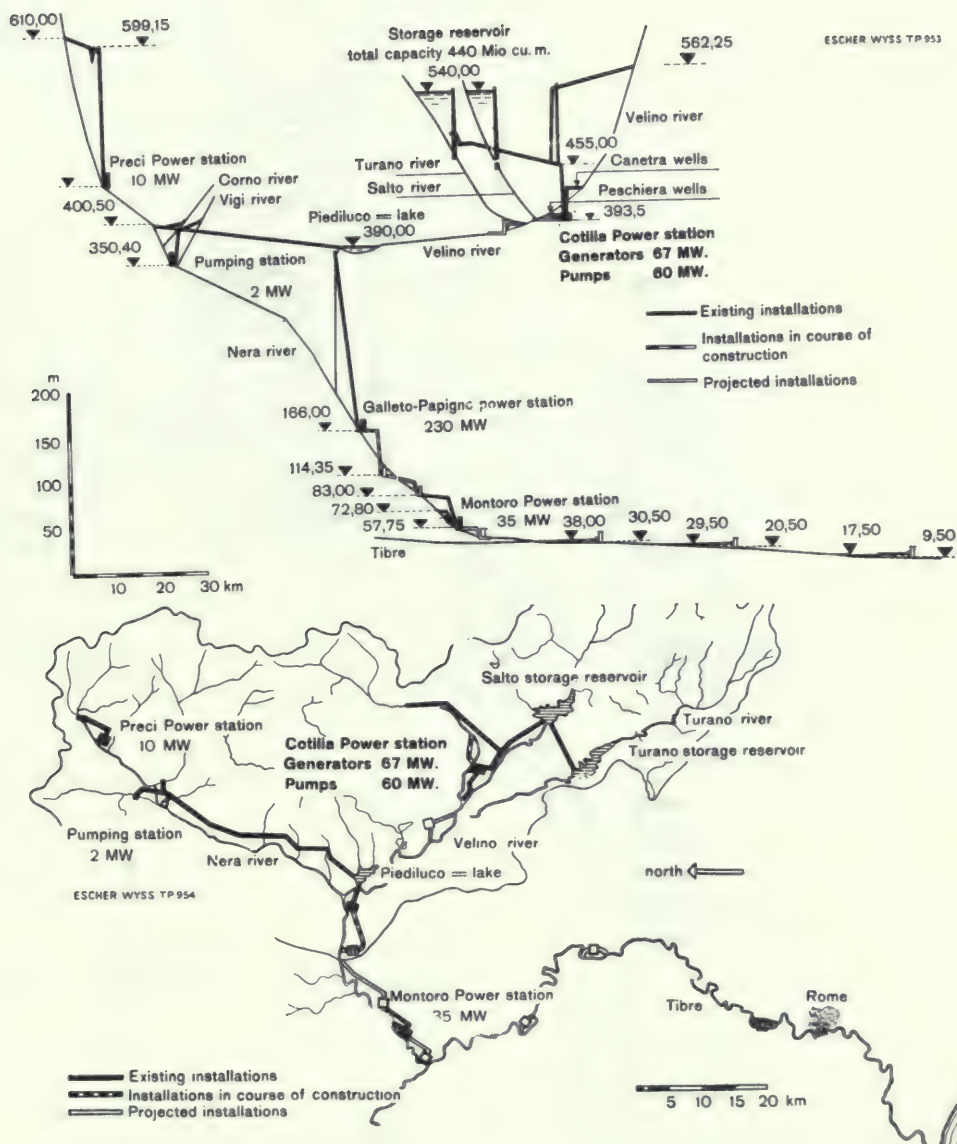 610,00
599,15
Storage reservoir
total capacity 440 Mio cu. m.
540,00
562,25
ESCHER WYSS TP 953
Velino river
455,00
Canetra wells
Turano river
Salto river
Peschiera wells
393,5
Preci Power station
10 MW
Corno river
Vigi river
400,50
350,40
Piediluco = lake
390,00
Velino river
Cotilia Power station
Generators 67 MW.
Pumps 60 MW.
Pumping station
2 MW
Existing installations
Installations in course of
construction
Projected installations
Nera river
m
200
150
100
50
10 20 30 km
166,00
Galleto-Papigno power station
230 MW
114,35
83,00
72,80
57,75
Montoro Power station
35 MW
38,00
30,50
29,50
20,50
17,50
9,50
Tibre
Salto storage reservoir
Preci Power station
10 MW
Cotilia Power station
Generators 67 MW.
Pumps 60 MW.
Turano river
Turano storage reservoir
Pumping station
2 MW
Nera river
Velino river
Piediluco = lake
ESCHER WYSS TP 954
north
Montoro Power station
35 MW
Tibre
Rome
Existing installations
Installations in course of construction
Projected installations
5 10 15 20 km